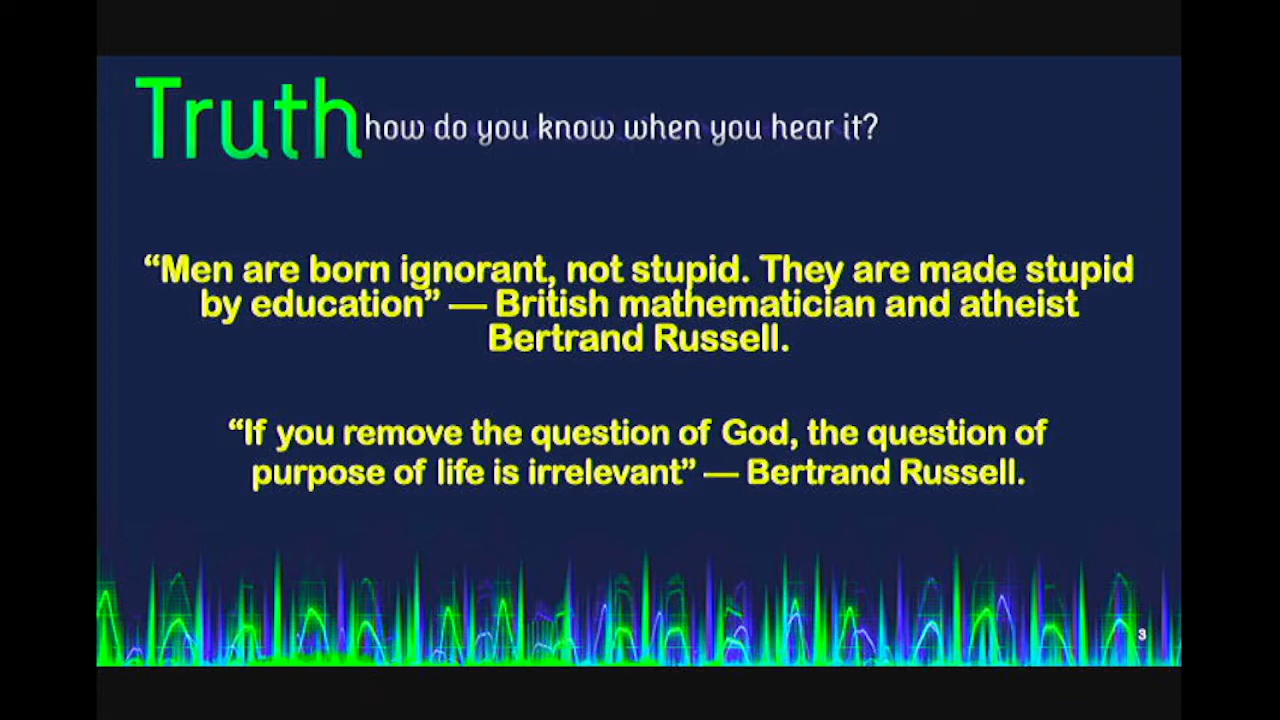 Truth how do you know when you hear it?
“Men are born ignorant, not stupid. They are made stupid
by education” — British mathematician and atheist
Bertrand Russell.
“If you remove the question of God, the question of
purpose of life is irrelevant” — Bertrand Russell.
3